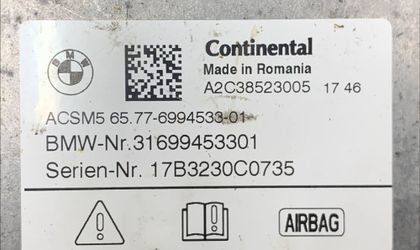 BMW
Continental
Made in Romania
A2C38523005 17 46
ACSM5 65.77-6994533-01
BMW-Nr.31699453301
Serien-Nr. 17B3230C0735
AIRBAG